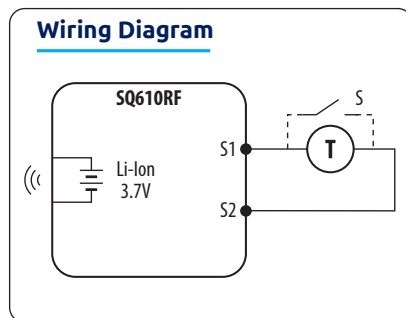 Wiring Diagram
SQ610RF
S
S1
T
Li-Ion
3.7V
S2